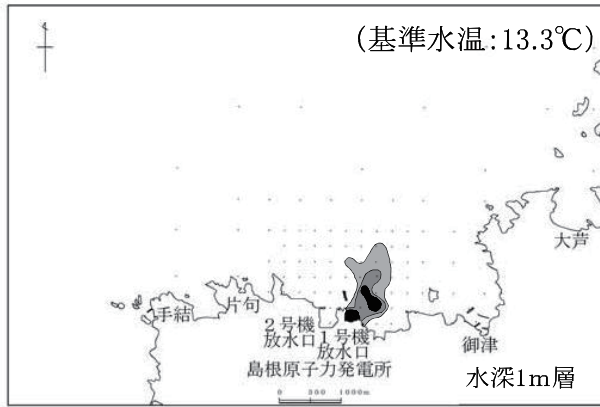 (基準水温:13.3℃)
大芦
手結
片句
2号機
放水口
1号機
放水口
御津
島根原子力発電所
水深1m層
0 500 1000m